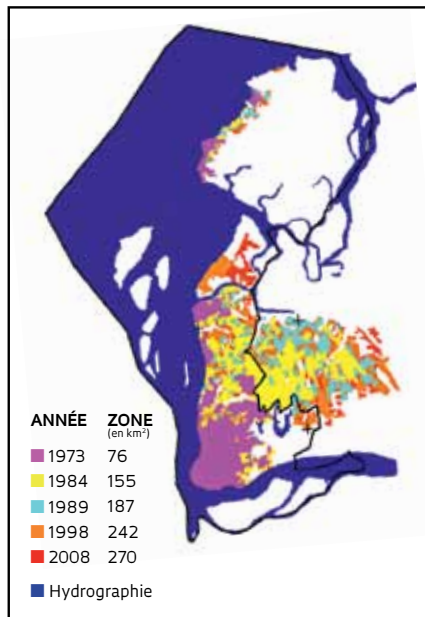 ANNÉE ZONE
(en km²)
1973 76
1984 155
1989 187
1998 242
2008 270
Hydrographie